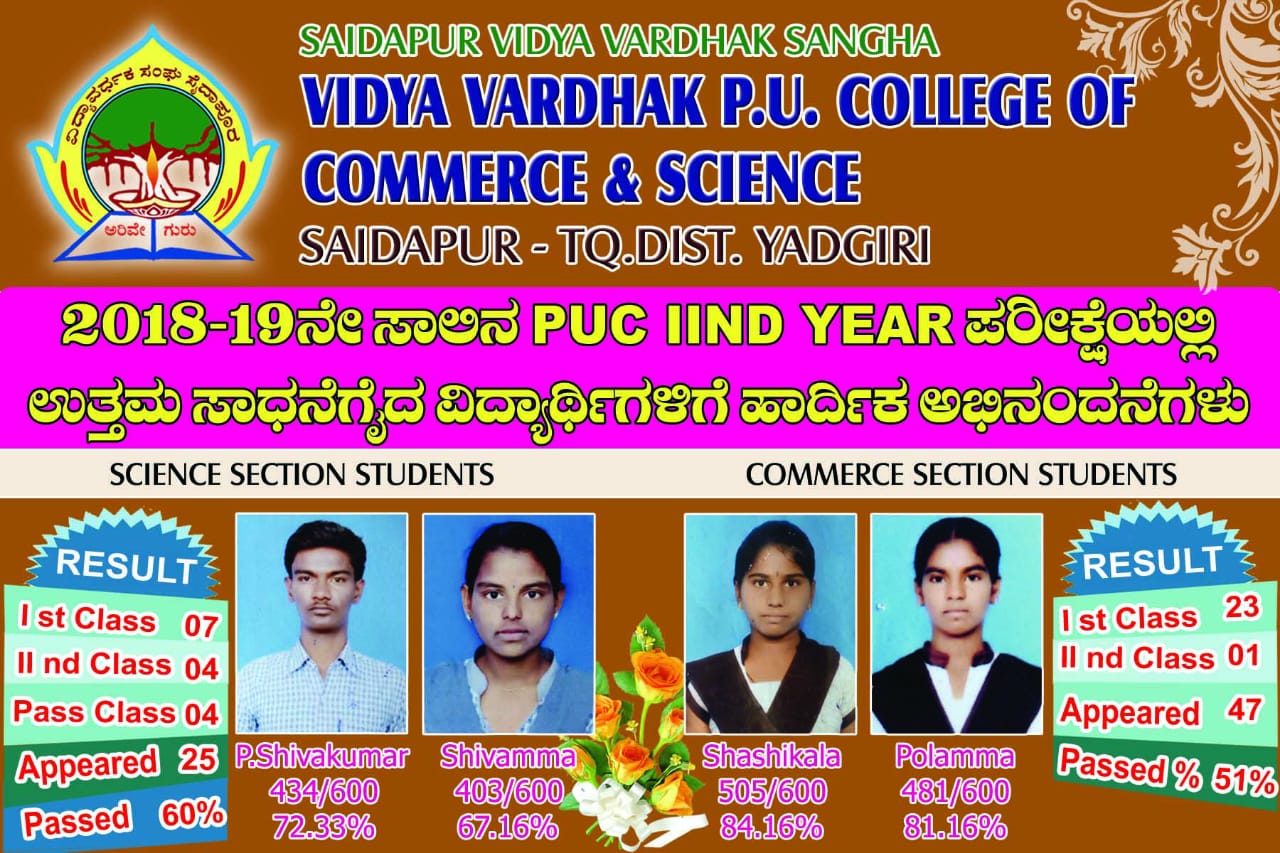 ವಿದ್ಯಾವರ್ಧಕ ಸಂಘ ಸೈದಾಪೂರ
ಅರಿವೇ ಗುರು
SAIDAPUR VIDYA VARDHAK SANGHA
VIDYA VARDHAK P.U. COLLEGE OF
COMMERCE & SCIENCE
SAIDAPUR - TQ.DIST. YADGIRI
2018-19ನೇ ಸಾಲಿನ PUC IIND YEAR ಪರೀಕ್ಷೆಯಲ್ಲಿ
ಉತ್ತಮ ಸಾಧನೆಗೈದ ವಿದ್ಯಾರ್ಥಿಗಳಿಗೆ ಹಾರ್ದಿಕ ಅಭಿನಂದನೆಗಳು
SCIENCE SECTION STUDENTS
RESULT
I st Class 07
II nd Class 04
Pass Class 04
Appeared 25
Passed 60%
P.Shivakumar
434/600
72.33%
Shivamma
403/600
67.16%
COMMERCE SECTION STUDENTS
Shashikala
505/600
84.16%
Polamma
481/600
81.16%
RESULT
I st Class 23
II nd Class 01
Appeared 47
Passed % 51%